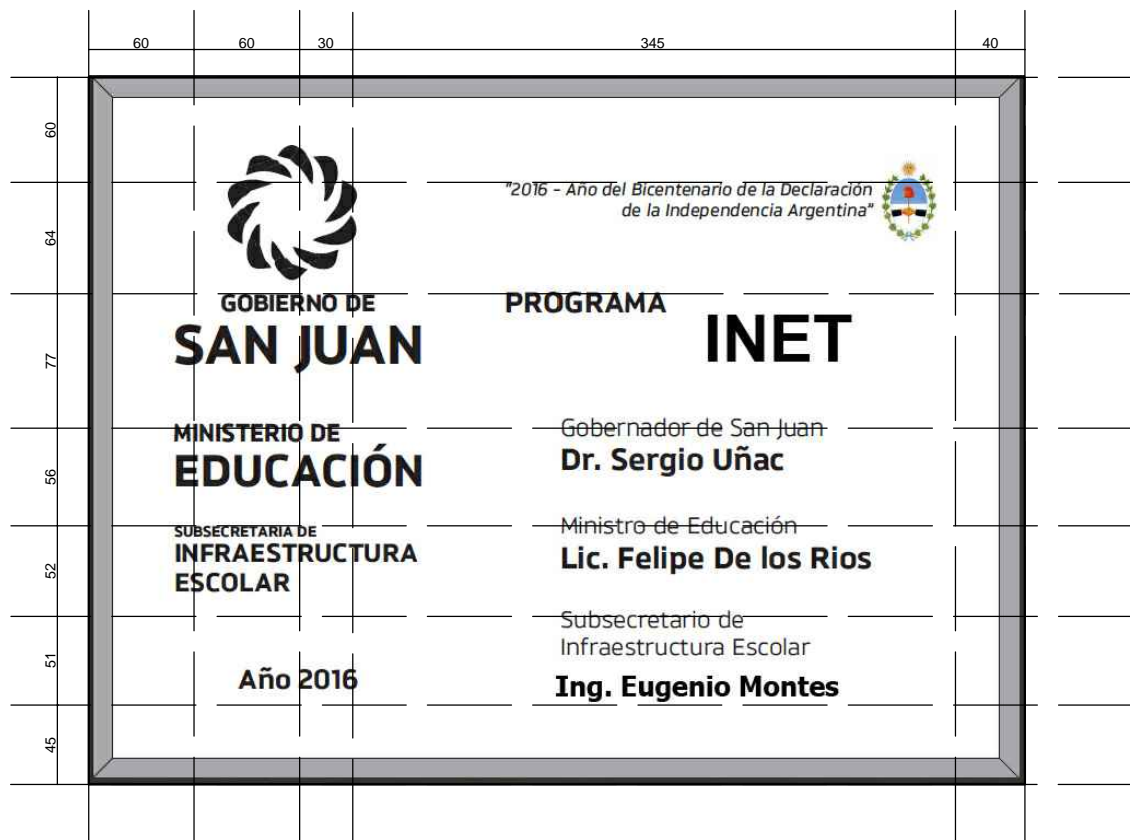 60 60 30 345 40
60
64
77
56
52
51
45
GOBIERNO DE
SAN JUAN
MINISTERIO DE
EDUCACIÓN
SUBSECRETARIA DE
INFRAESTRUCTURA
ESCOLAR
Año 2016
"2016 - Año del Bicentenario de la Declaración
de la Independencia Argentina"
PROGRAMA
INET
Gobernador de San Juan
Dr. Sergio Uñac
Ministro de Educación
Lic. Felipe De los Rios
Subsecretario de
Infraestructura Escolar
Ing. Eugenio Montes